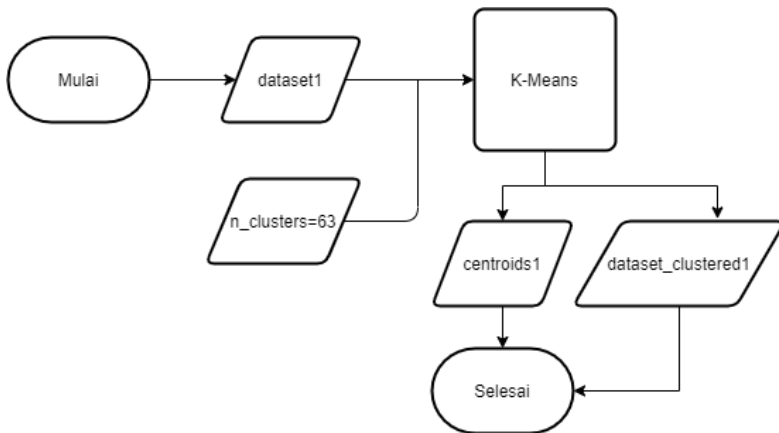 Mulai
dataset1
K-Means
n_clusters=63
centroids1
dataset_clustered1
Selesai